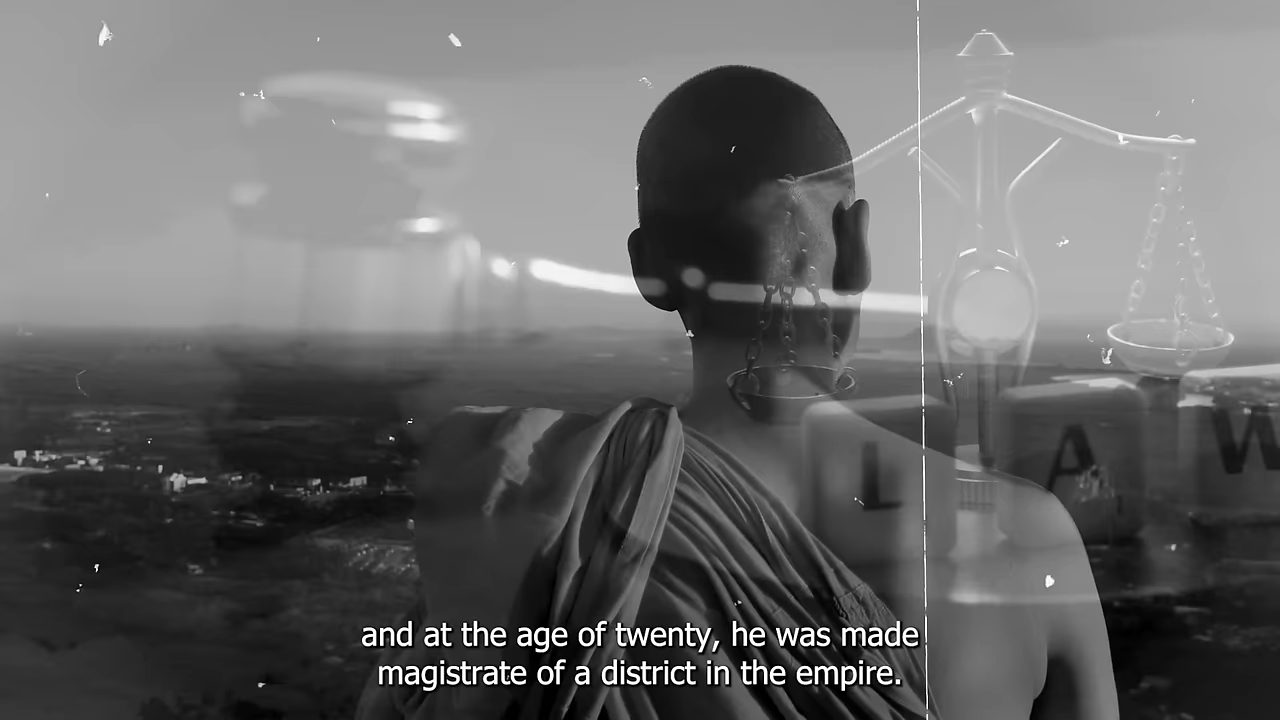 L A W
and at the age of twenty, he was made
magistrate of a district in the empire.